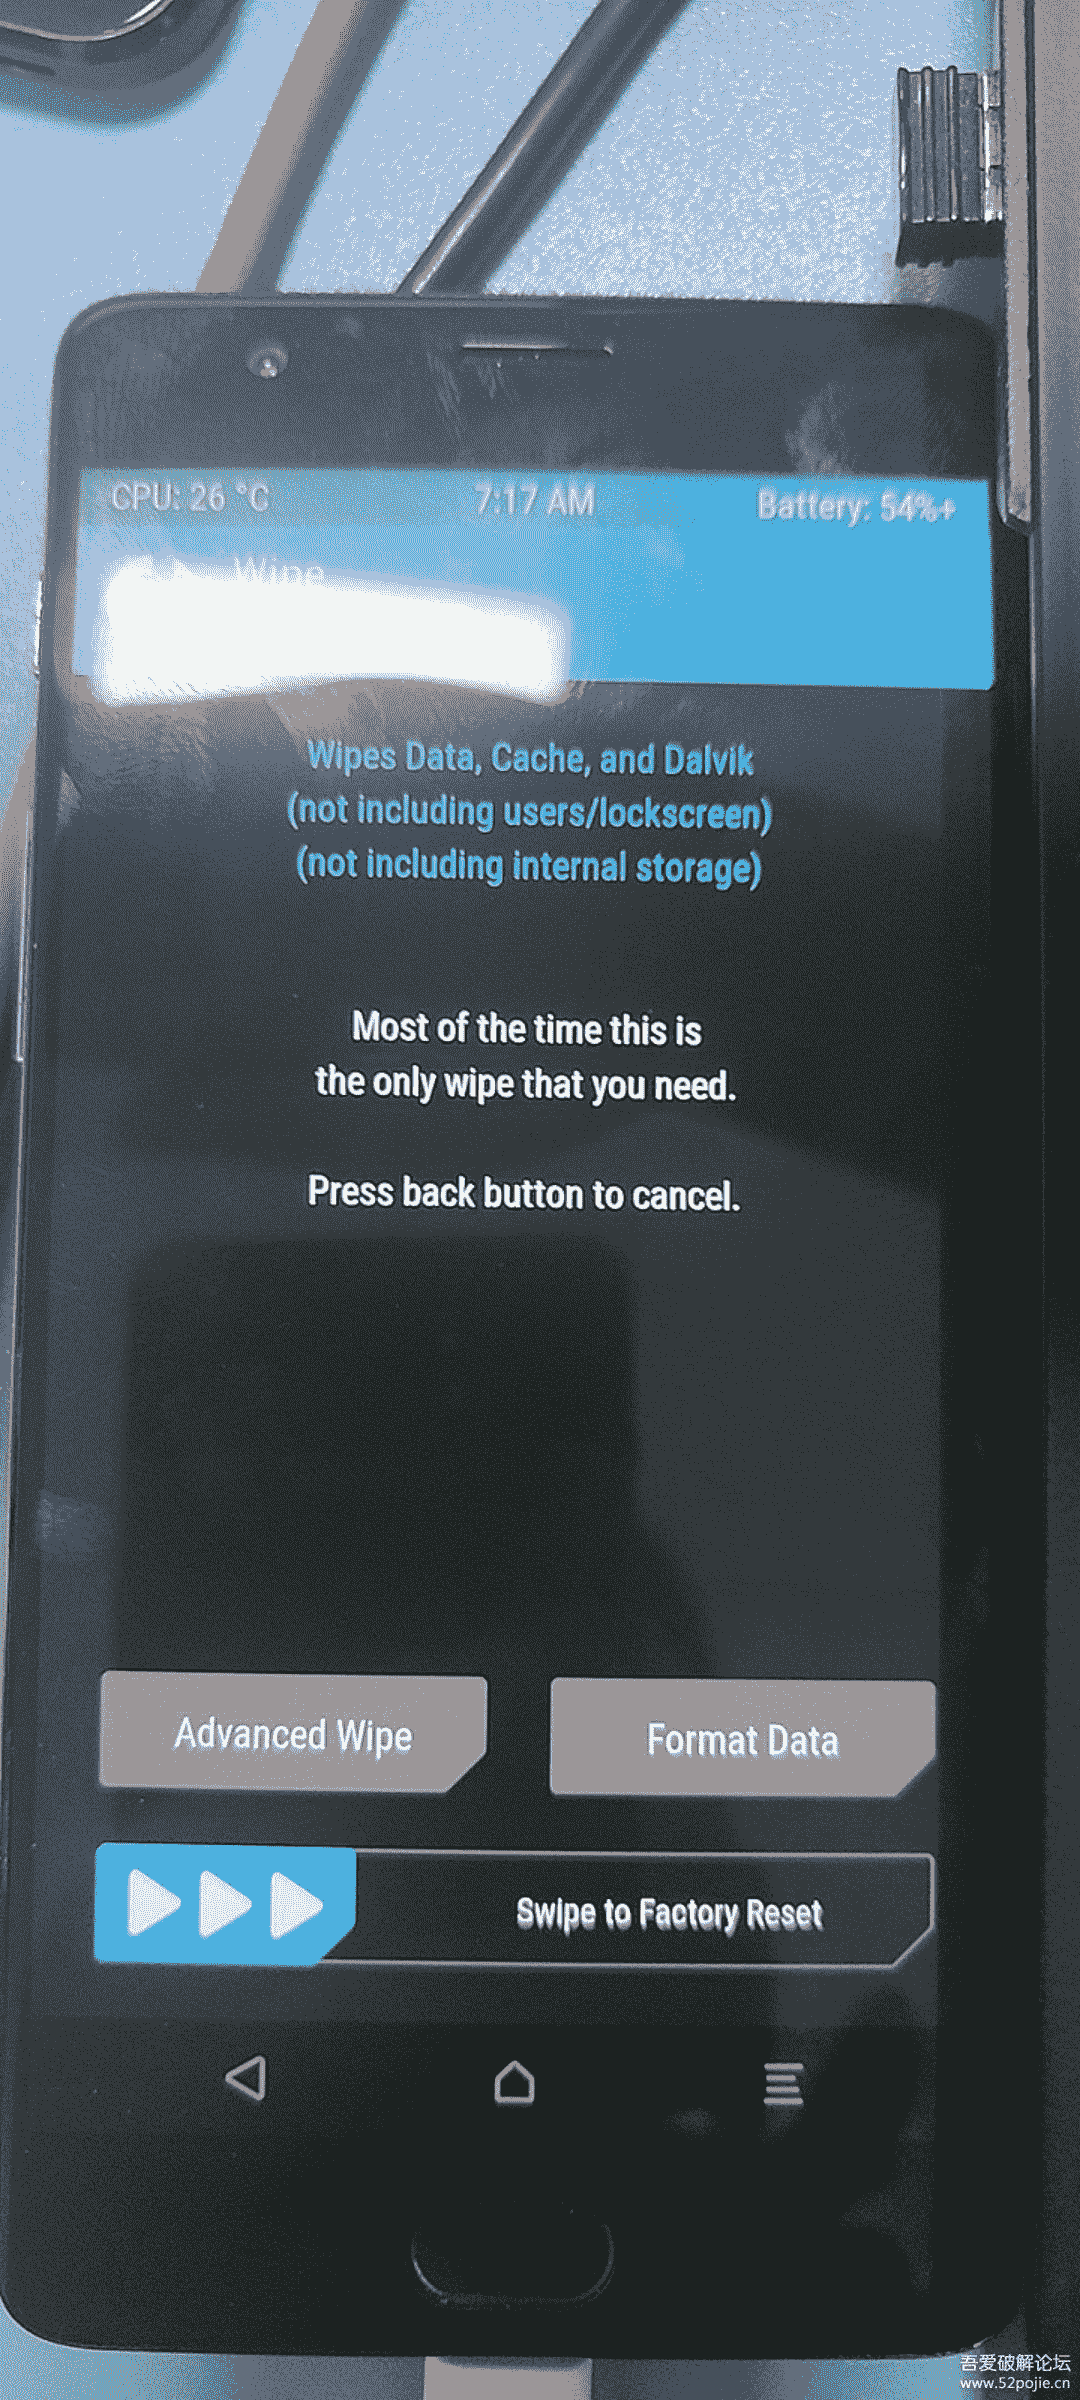 CPU: 26 °C
7:17 AM
Battery: 54%+
Wipe
Wipes Data, Cache, and Dalvik
(not including users/lockscreen)
(not including internal storage)
Most of the time this is
the only wipe that you need.
Press back button to cancel.
Advanced Wipe
Format Data
Swipe to Factory Reset
吾爱破解论坛
www.52pojie.cn